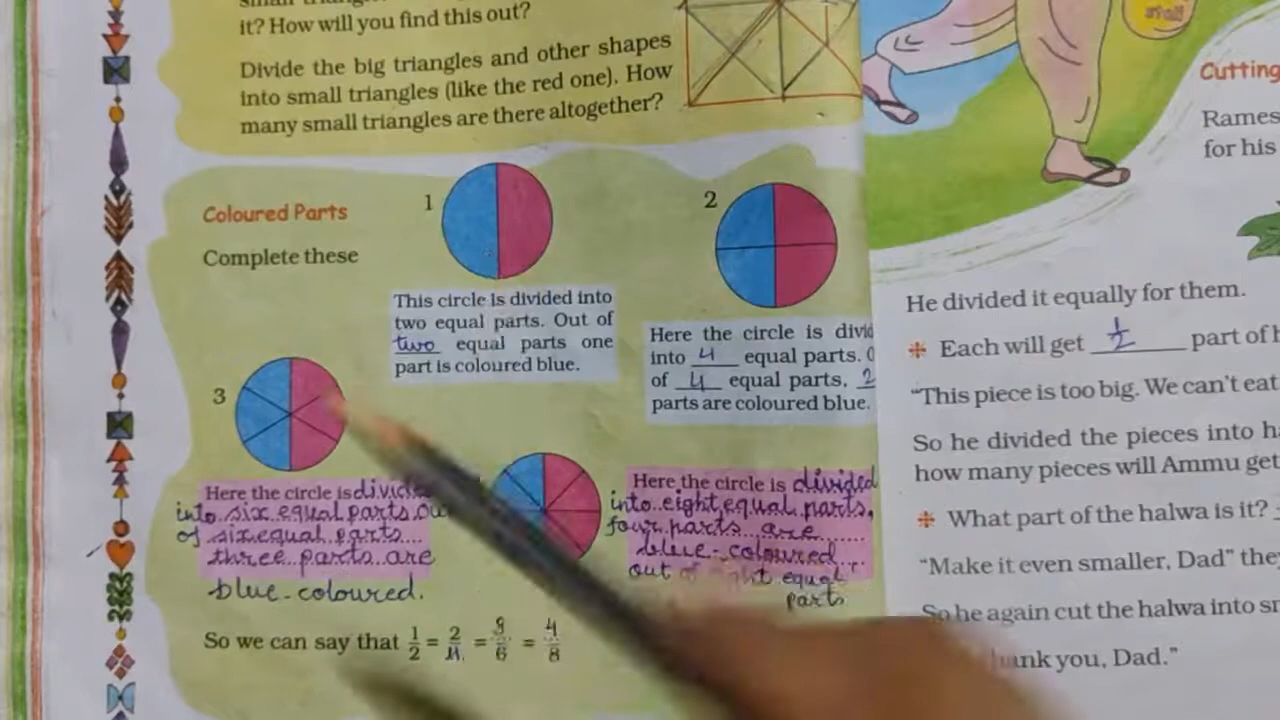 it? How will you find this out?
Divide the big triangles and other shapes
into small triangles (like the red one). How
many small triangles are there altogether?
stall
Coloured Parts
Complete these
1
This circle is divided into
two equal parts. Out of
two equal parts one
part is coloured blue.
2
Here the circle is
into 4 equal parts.
of 4 equal parts, 2
parts are coloured blue.
3
Here the circle is
into six equal parts
of six equal parts
three parts are
blue-coloured.
Here the circle is divided
into eight equal parts,
four parts are
blue-coloured
out equal
parts
So we can say that 1/2 = 2/4 = 3/6 = 4/8
Cutting
for his
He divided it equally for them.
Each will get 1/2 part of
"This piece is too big. We can't eat
So he divided the pieces into
how many pieces will Ammu get
What part of the halwa is it?
"Make it even smaller, Dad" they
So he again cut the halwa into
you, Dad."